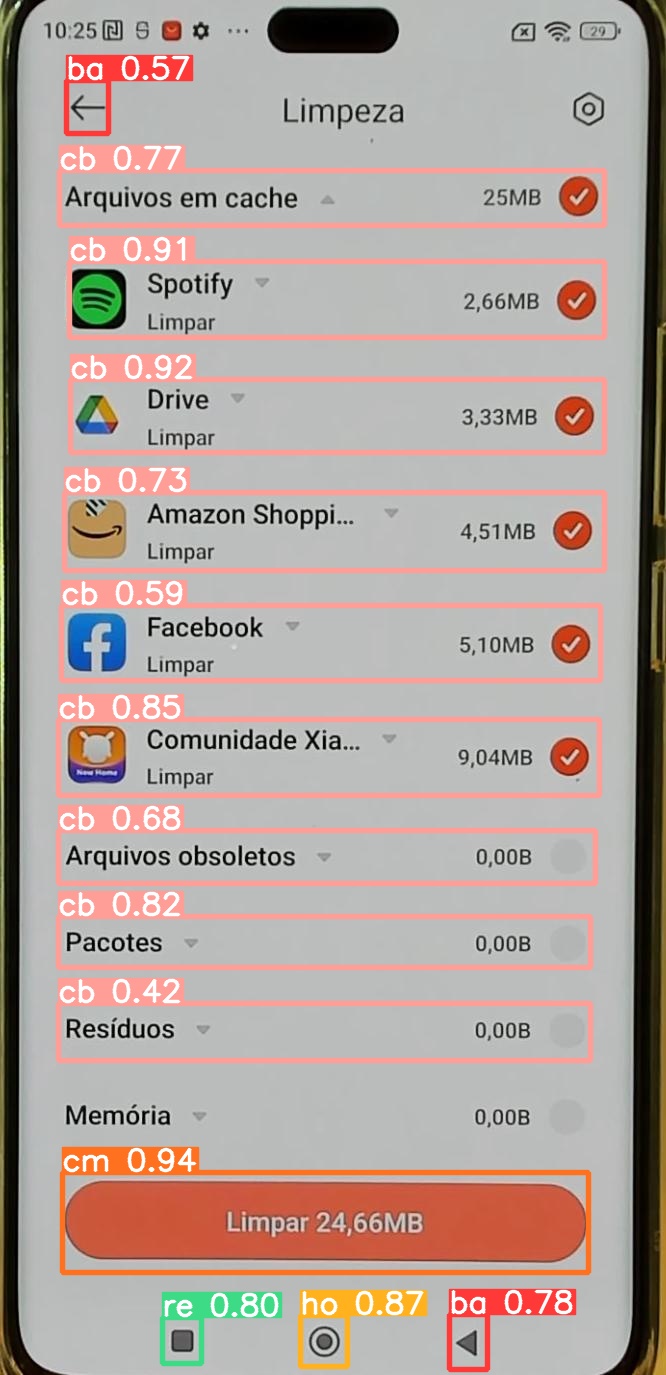 10:25 29
ba 0.57
Limpeza
cb 0.77
Arquivos em cache 25MB
cb 0.91
Spotify
2,66MB
Limpar
cb 0.92
Drive
3,33MB
Limpar
cb 0.73
Amazon Shoppi...
4,51MB
Limpar
cb 0.59
Facebook
5,10MB
Limpar
cb 0.85
Comunidade Xia...
9,04MB
New Home
Limpar
cb 0.68
Arquivos obsoletos 0,00B
cb 0.82
Pacotes 0,00B
cb 0.42
Resíduos 0,00B
Memória 0,00B
cm 0.94
Limpar 24,66MB
re 0.80 ho 0.87 ba 0.78